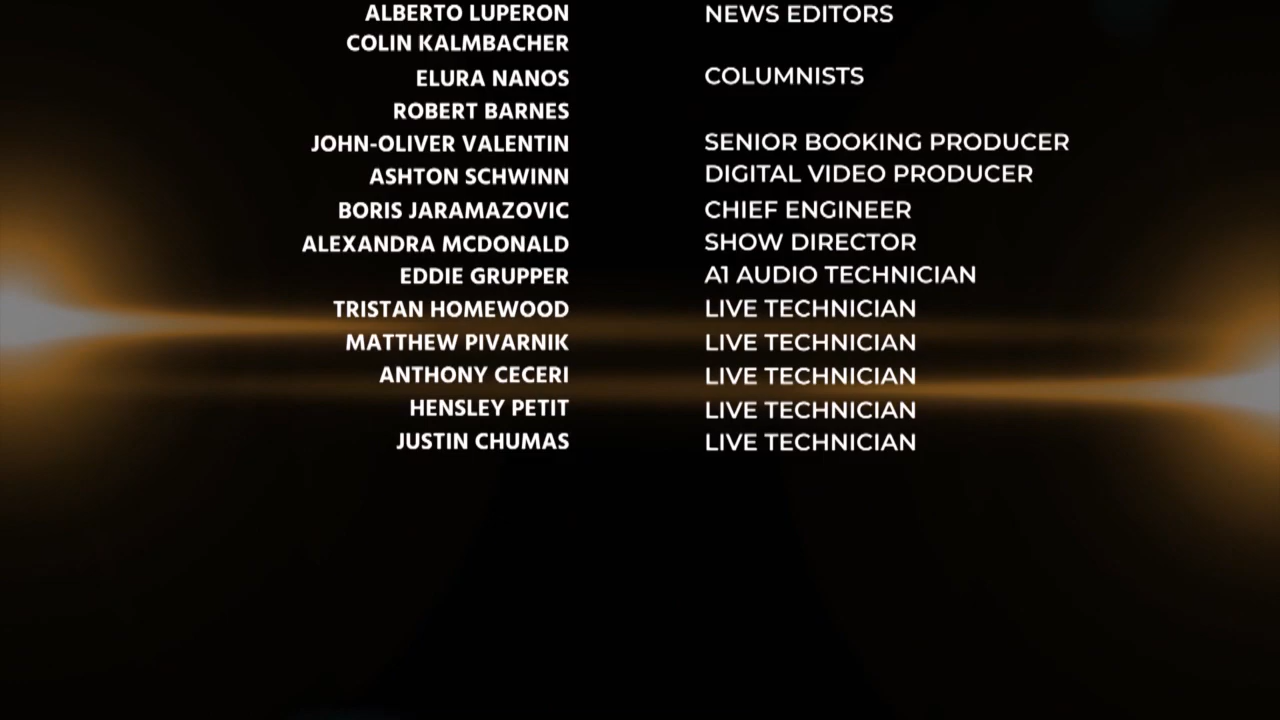 ALBERTO LUPERON NEWS EDITORS
COLIN KALMBACHER
ELURA NANOS COLUMNISTS
ROBERT BARNES
JOHN-OLIVER VALENTIN SENIOR BOOKING PRODUCER
ASHTON SCHWINN DIGITAL VIDEO PRODUCER
BORIS JARAMAZOVIC CHIEF ENGINEER
ALEXANDRA MCDONALD SHOW DIRECTOR
EDDIE GRUPPER A1 AUDIO TECHNICIAN
TRISTAN HOMEWOOD LIVE TECHNICIAN
MATTHEW PIVARNIK LIVE TECHNICIAN
ANTHONY CECERI LIVE TECHNICIAN
HENSLEY PETIT LIVE TECHNICIAN
JUSTIN CHUMAS LIVE TECHNICIAN